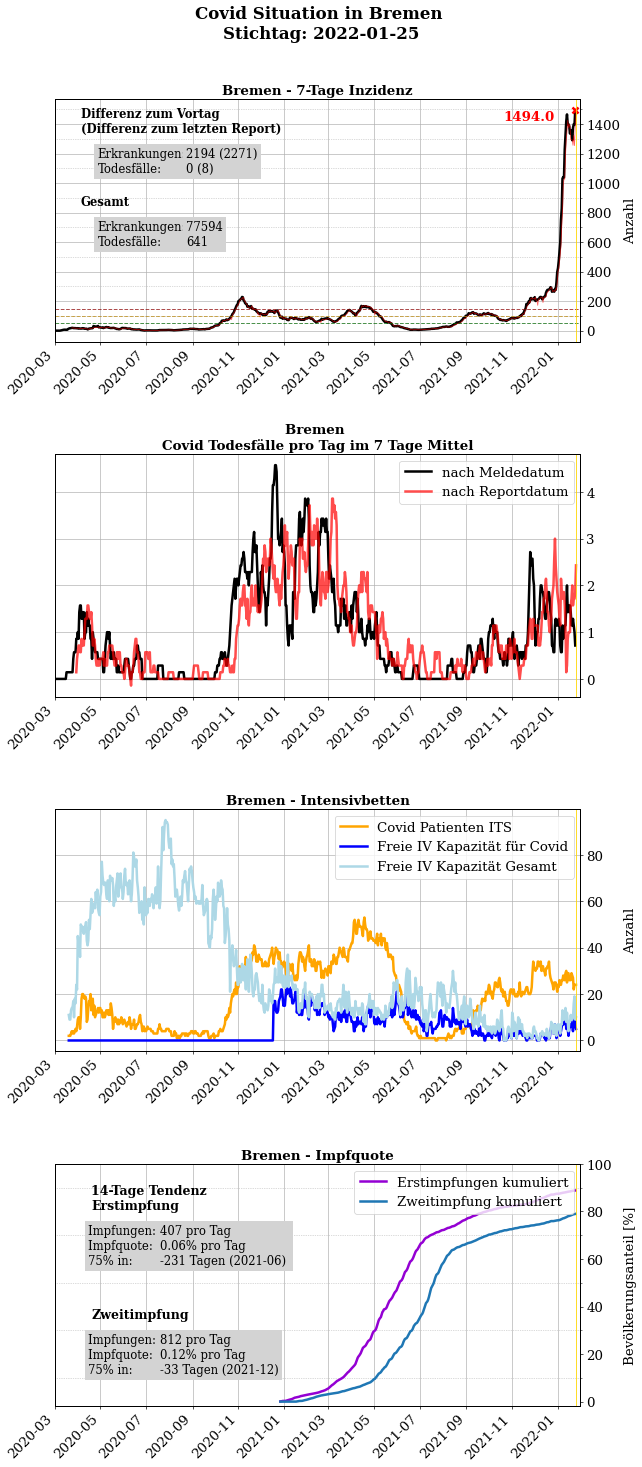 Covid Situation in Bremen
Stichtag: 2022-01-25
Bremen - 7-Tage Inzidenz
Differenz zum Vortag
(Differenz zum letzten Report)
Erkrankungen 2194 (2271)
Todesfälle: 0 (8)
Gesamt
Erkrankungen 77594
Todesfälle: 641
1494.0
1400
1200
1000
800
600
400
200
0
Anzahl
2020-03
2020-05
2020-07
2020-09
2020-11
2021-01
2021-03
2021-05
2021-07
2021-09
2021-11
2022-01
Bremen
Covid Todesfälle pro Tag im 7 Tage Mittel
nach Meldedatum
nach Reportdatum
4
3
2
1
0
2020-03
2020-05
2020-07
2020-09
2020-11
2021-01
2021-03
2021-05
2021-07
2021-09
2021-11
2022-01
Bremen - Intensivbetten
Covid Patienten ITS
Freie IV Kapazität für Covid
Freie IV Kapazität Gesamt
80
60
40
20
0
Anzahl
2020-03
2020-05
2020-07
2020-09
2020-11
2021-01
2021-03
2021-05
2021-07
2021-09
2021-11
2022-01
Bremen - Impfquote
14-Tage Tendenz
Erstimpfung
Impfungen: 407 pro Tag
Impfquote: 0.06% pro Tag
75% in: -231 Tagen (2021-06)
Zweitimpfung
Impfungen: 812 pro Tag
Impfquote: 0.12% pro Tag
75% in: -33 Tagen (2021-12)
Erstimpfungen kumuliert
Zweitimpfung kumuliert
100
80
60
40
20
0
Bevölkerungsanteil [%]
2020-03
2020-05
2020-07
2020-09
2020-11
2021-01
2021-03
2021-05
2021-07
2021-09
2021-11
2022-01